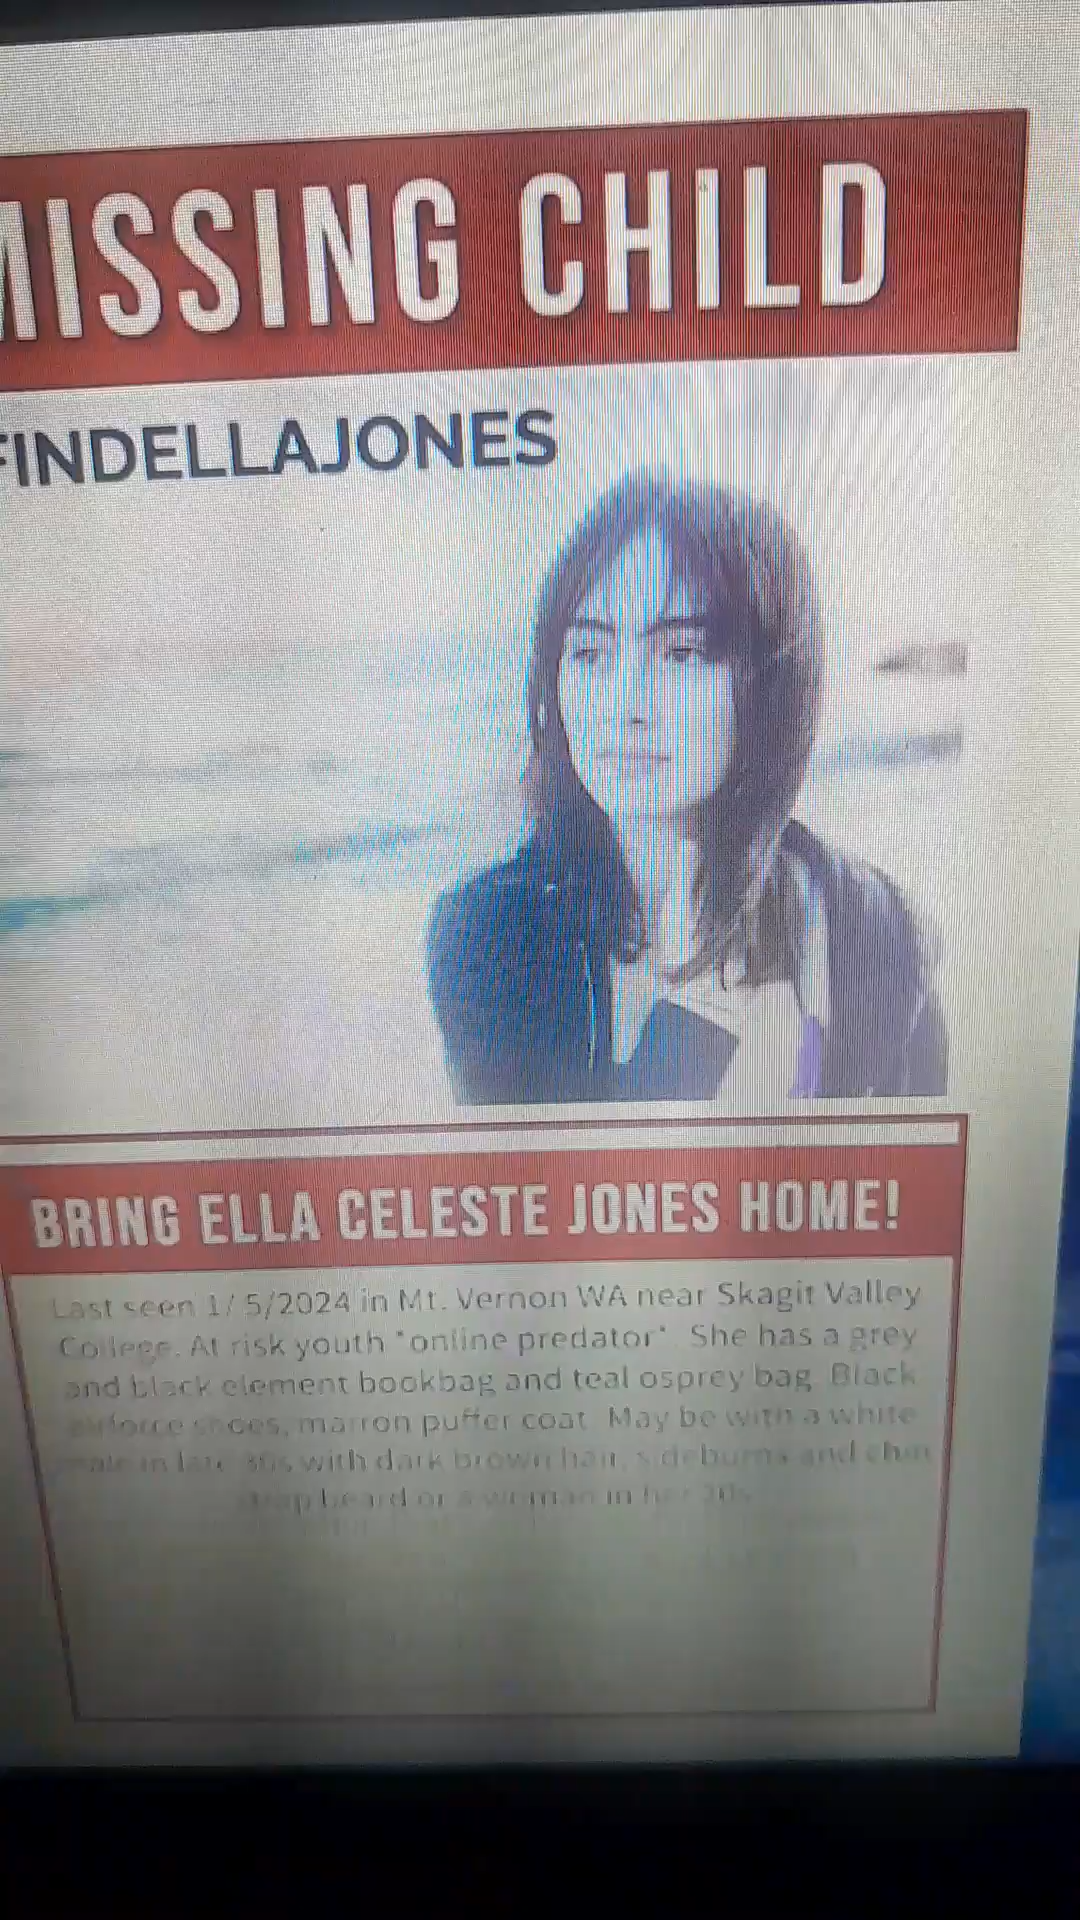 MISSING CHILD
FINDELLAJONES
BRING ELLA CELESTE JONES HOME!
Last seen 1/ 5/2024 in Mt. Vernon WA near Skagit Valley
College. At risk youth "online predator". She has a grey
and black element bookbag and teal osprey bag. Black
airforce shoes, marron puffer coat. May be with a white
male in late 30s with dark brown hair, sideburns and chin
strap beard or a woman in her